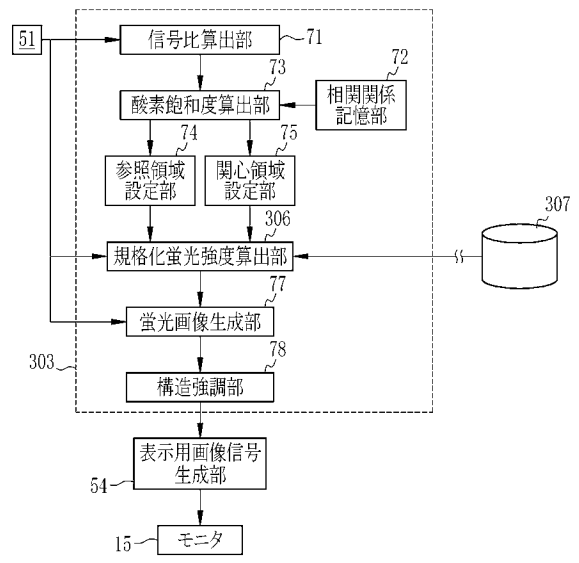 51
信号比算出部
71
73
72
酸素飽和度算出部
相関関係
記憶部
74
75
参照領域
設定部
関心領域
設定部
306
307
規格化蛍光強度算出部
77
蛍光画像生成部
78
303
構造強調部
表示用画像信号
生成部
54
15
モニタ